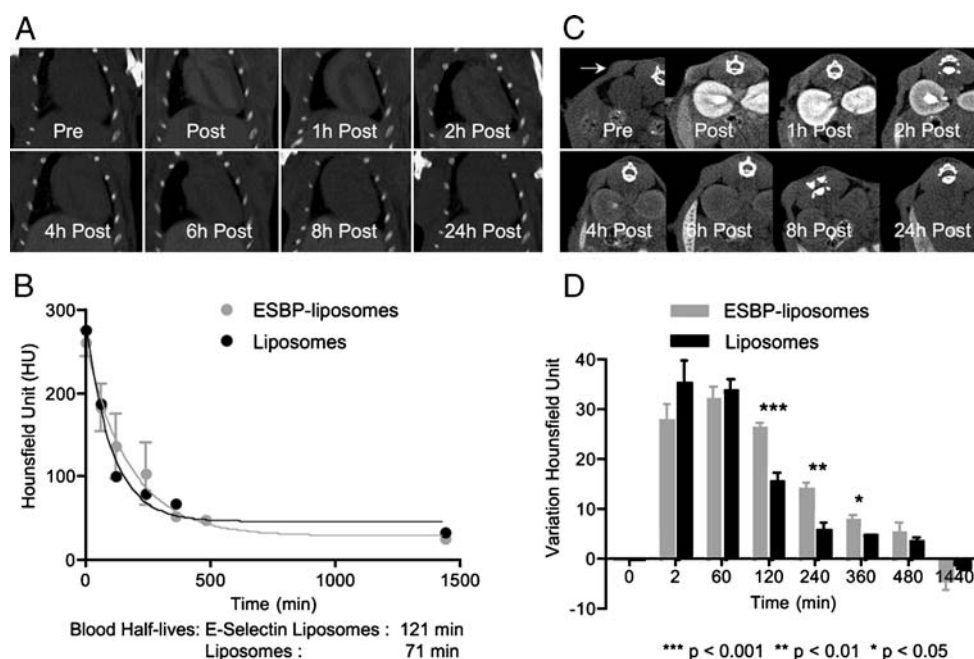 A
Pre
Post
1h Post
2h Post
4h Post
6h Post
8h Post
24h Post
B
300
200
100
0
Hounsfield Unit (HU)
ESBP-liposomes
Liposomes
0
500
1000
1500
Time (min)
Blood Half-lives: E-Selectin Liposomes : 121 min
Liposomes : 71 min
C
Pre
Post
1h Post
2h Post
4h Post
6h Post
8h Post
24h Post
D
ESBP-liposomes
Liposomes
40
30
20
10
0
-10
Variation Hounsfield Unit
***
**
*
0
2
60
120
240
360
480
1440
Time (min)
*** p < 0.001 ** p < 0.01 * p < 0.05